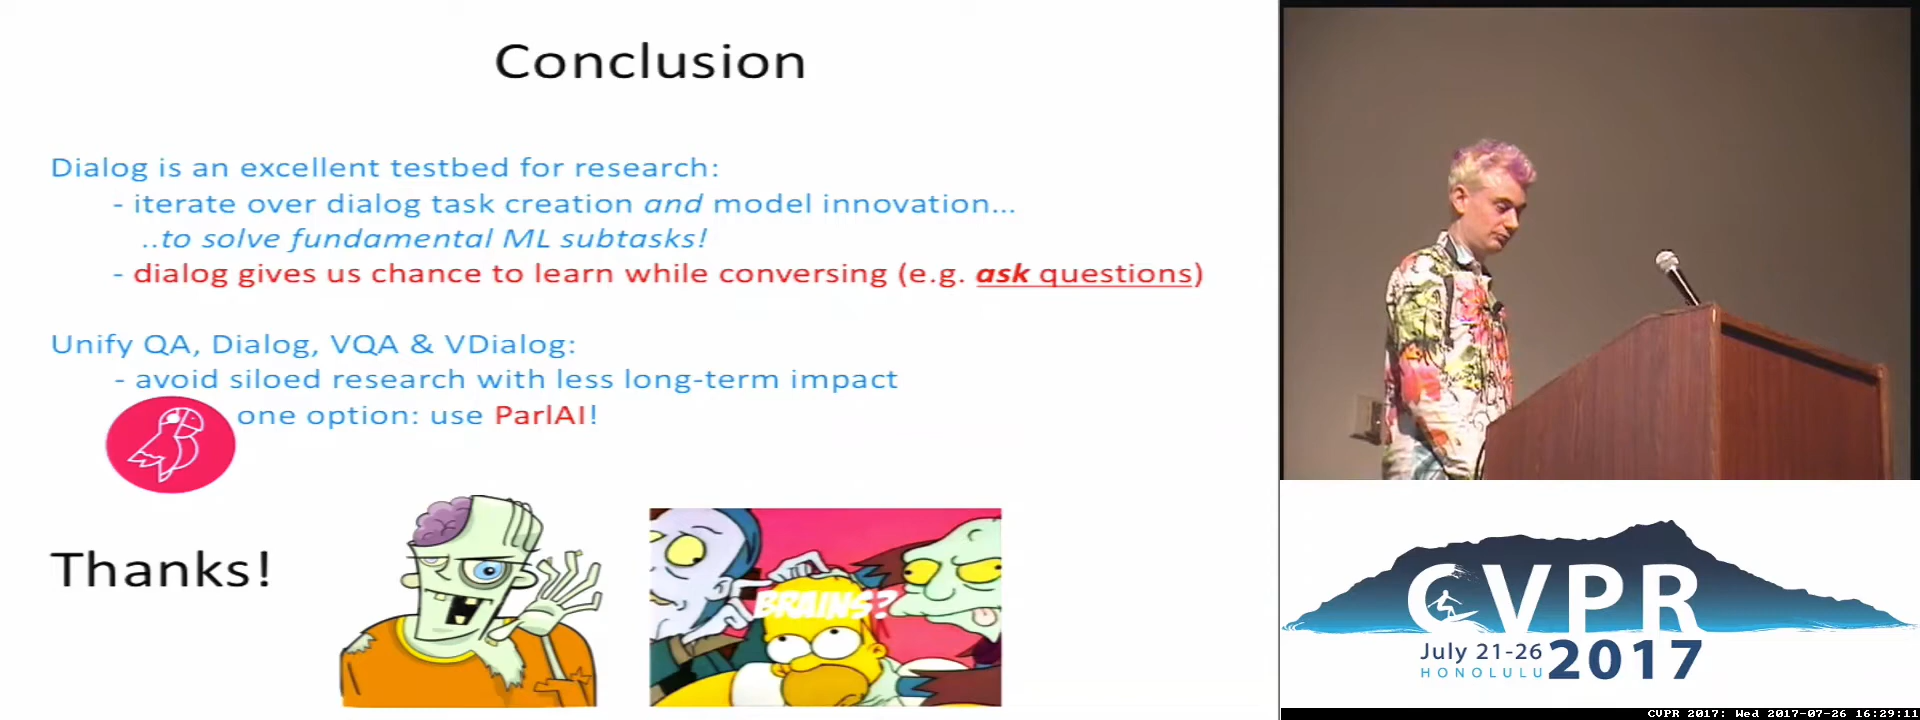 Conclusion
Dialog is an excellent testbed for research:
- iterate over dialog task creation and model innovation...
..to solve fundamental ML subtasks!
- dialog gives us chance to learn while conversing (e.g. ask questions)
Unify QA, Dialog, VQA & VDialog:
- avoid siloed research with less long-term impact
one option: use ParlAI!
Thanks!
BRAINS?
CVPR
July 21-26
HONOLULU
2017
CVPR 2017: Wed 2017-07-26 16:29:11